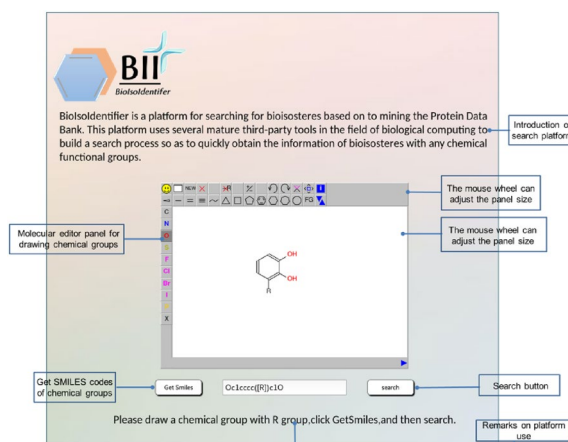 BII
BioIsoIdentifer
BioIsoIdentifier is a platform for searching for bioisosteres based on to mining the Protein Data
Bank. This platform uses several mature third-party tools in the field of biological computing to
build a search process so as to quickly obtain the information of bioisosteres with any chemical
functional groups.
Introduction of
search platform
NEW
FG
The mouse wheel can
adjust the panel size
The mouse wheel can
adjust the panel size
Molecular editor panel for
drawing chemical groups
C
N
O
F
Cl
Br
I
X
OH
OH
R
Get SMILES codes
of chemical groups
Get Smiles
Oc1cccc([R])c1O
search
Search button
Please draw a chemical group with R group,click GetSmiles,and then search.
Remarks on platform
use